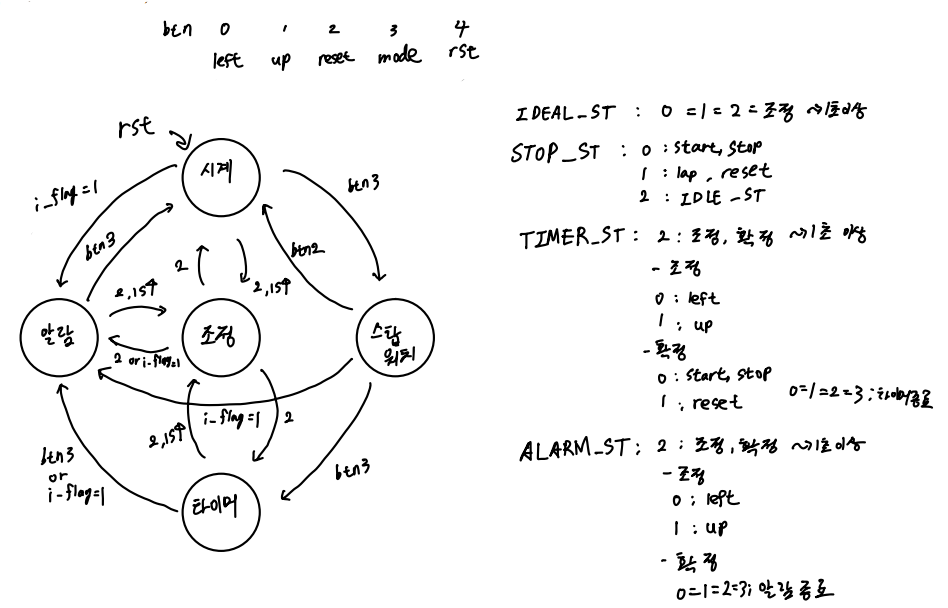 btn 0 1 2 3 4
left up reset mode rst
rst
시계
i_flag=1
btn3
btn3
btn2
2
2,1s↑
2,1s↑
알람
조정
스탑
워치
2 or i-flag=1
i_flag=1
2
2,1s↑
btn3
or
i-flag=1
btn3
타이머
IDEAL_ST : 0 =1 = 2 = 조정 ~>1초이상
STOP_ST : 0 : start, stop
1 : lap , reset
2 : IDLE_ST
TIMER_ST : 2 : 조정, 확정 ~>1초 이상
- 조정
0 : left
1 : up
- 확정
0 : start, stop
1 : reset 0=1=2=3 ; 타이머종료
ALARM_ST ; 2 : 조정, 확정 ~>1초이상
- 조정
0 ; left
1 ; up
- 확정
0=1=2=3; 알람 종료